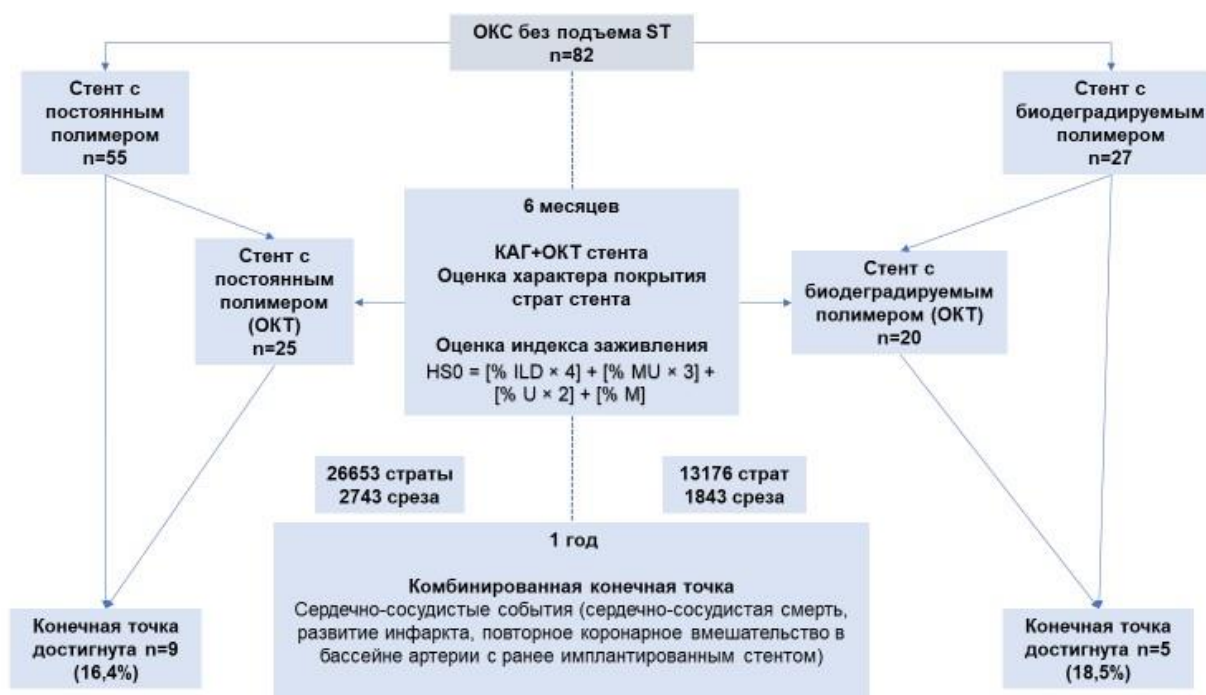 ОКС без подъема ST
n=82
Стент с
постоянным
полимером
n=55
Стент с
биодеградируемым
полимером
n=27
6 месяцев
КАГ+ОКТ стента
Оценка характера покрытия
страт стента
Оценка индекса заживления
HS0 = [% ILD × 4] + [% MU × 3] +
[% U × 2] + [% M]
Стент с
постоянным
полимером
(ОКТ)
n=25
Стент с
биодеградируемым
полимером (ОКТ)
n=20
26653 страты
2743 среза
13176 страт
1843 среза
1 год
Комбинированная конечная точка
Сердечно-сосудистые события (сердечно-сосудистая смерть,
развитие инфаркта, повторное коронарное вмешательство в
бассейне артерии с ранее имплантированным стентом)
Конечная точка
достигнута n=9
(16,4%)
Конечная точка
достигнута n=5
(18,5%)